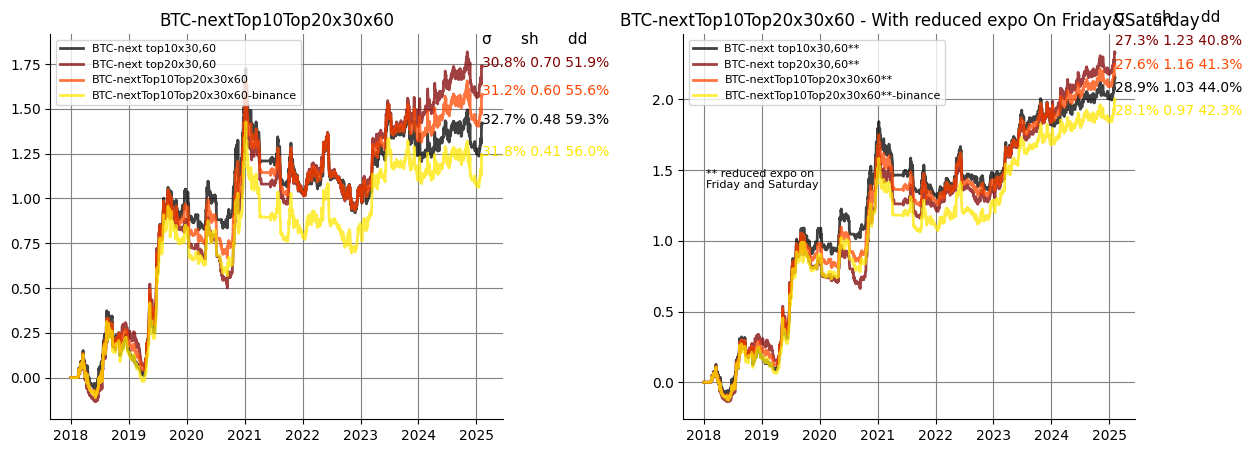 BTC-nextTop10Top20x30x60
σ sh dd
BTC-next top10x30,60
BTC-next top20x30,60
BTC-nextTop10Top20x30x60
BTC-nextTop10Top20x30x60-binance
30.8% 0.70 51.9%
31.2% 0.60 55.6%
32.7% 0.48 59.3%
31.8% 0.41 56.0%
1.75
1.50
1.25
1.00
0.75
0.50
0.25
0.00
2018 2019 2020 2021 2022 2023 2024 2025
BTC-nextTop10Top20x30x60 - With reduced expo On Friday&Saturday
σ sh dd
BTC-next top10x30,60**
BTC-next top20x30,60**
BTC-nextTop10Top20x30x60**
BTC-nextTop10Top20x30x60**-binance
27.3% 1.23 40.8%
27.6% 1.16 41.3%
28.9% 1.03 44.0%
28.1% 0.97 42.3%
** reduced expo on
Friday and Saturday
2.0
1.5
1.0
0.5
0.0
2018 2019 2020 2021 2022 2023 2024 2025